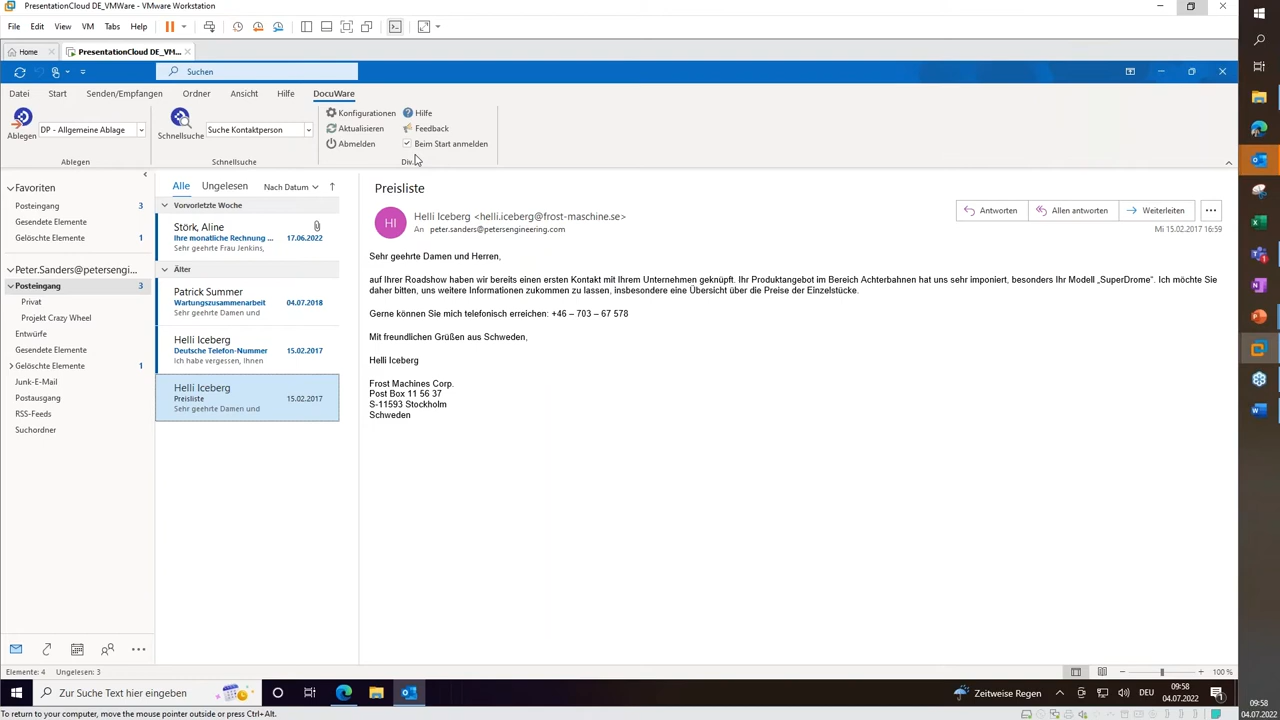 PresentationCloud DE_VMWare - VMware Workstation
File Edit View VM Tabs Help
Home
PresentationCloud DE_VM...
Suchen
Datei Start Senden/Empfangen Ordner Ansicht Hilfe DocuWare
Ablegen
DP - Allgemeine Ablage
Ablegen
Schnellsuche
Suche Kontaktperson
Schnellsuche
Konfigurationen
Aktualisieren
Abmelden
Hilfe
Feedback
Beim Start anmelden
Favoriten
Posteingang 3
Gesendete Elemente
Gelöschte Elemente 1
Peter.Sanders@petersengi...
Posteingang 3
Privat
Projekt Crazy Wheel
Entwürfe
Gesendete Elemente
Gelöschte Elemente 1
Junk-E-Mail
Postausgang
RSS-Feeds
Suchordner
Alle Ungelesen Nach Datum
Vorvorletzte Woche
Störk, Aline
Ihre monatliche Rechnung ... 17.06.2022
Sehr geehrte Frau Jenkins,
Älter
Patrick Summer
Wartungszusammenarbeit 04.07.2018
Sehr geehrte Damen und
Helli Iceberg
Deutsche Telefon-Nummer 15.02.2017
Ich habe vergessen, Ihnen
Helli Iceberg
Preisliste 15.02.2017
Sehr geehrte Damen und
Preisliste
HI
Helli Iceberg <helli.iceberg@frost-maschine.se>
An peter.sanders@petersengineering.com
Antworten Allen antworten Weiterleiten
Mi 15.02.2017 16:59
Sehr geehrte Damen und Herren,
auf Ihrer Roadshow haben wir bereits einen ersten Kontakt mit Ihrem Unternehmen geknüpft. Ihr Produktangebot im Bereich Achterbahnen hat uns sehr imponiert, besonders Ihr Modell „SuperDrome“. Ich möchte Sie
daher bitten, uns weitere Informationen zukommen zu lassen, insbesondere eine Übersicht über die Preise der Einzelstücke.
Gerne können Sie mich telefonisch erreichen: +46 – 703 – 67 578
Mit freundlichen Grüßen aus Schweden,
Helli Iceberg
Frost Machines Corp.
Post Box 11 56 37
S-11593 Stockholm
Schweden
Elemente: 4 Ungelesen: 3
100 %
Zur Suche Text hier eingeben
Zeitweise Regen
DEU
09:58
04.07.2022
To return to your computer, move the mouse pointer outside or press Ctrl+Alt.
09:58
04.07.2022